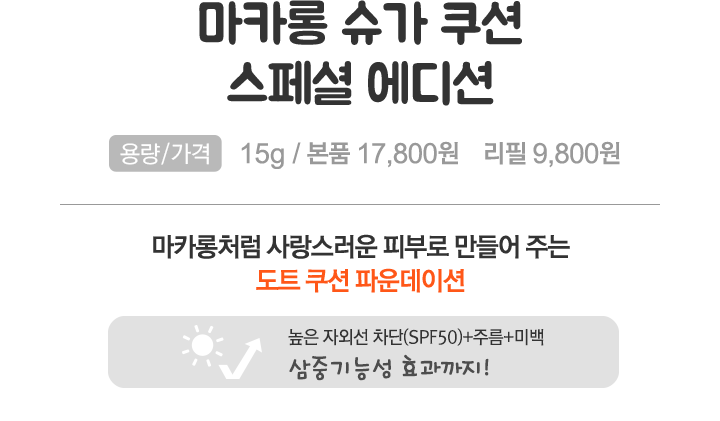 마카롱 슈가 쿠션
스페셜 에디션
용량/가격 15g / 본품 17,800원 리필 9,800원
마카롱처럼 사랑스러운 피부로 만들어 주는
도트 쿠션 파운데이션
높은 자외선 차단(SPF50)+주름+미백
삼중기능성 효과까지!